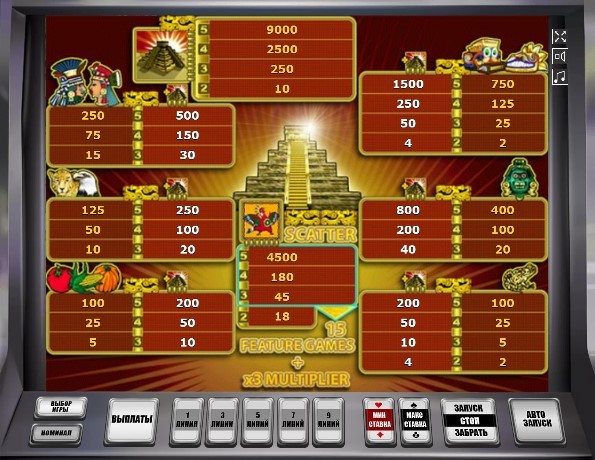 5 9000
4 2500
3 250
2 10
250 5 500
75 4 150
15 3 30
1500 5 750
250 4 125
50 3 25
4 2 2
125 5 250
50 4 100
10 3 20
800 5 400
200 4 100
40 3 20
SCATTER
5 4500
4 180
3 45
2 18
100 5 200
25 4 50
5 3 10
200 5 100
50 4 25
10 3 5
4 2 2
15
FEATURE GAMES
+
x3 MULTIPLIER
ВЫБОР
ИГРЫ
НОМИНАЛ
ВЫПЛАТЫ
1
ЛИНИЯ
3
ЛИНИИ
5
ЛИНИЙ
7
ЛИНИЙ
9
ЛИНИЙ
МИН
СТАВКА
МАКС
СТАВКА
ЗАПУСК
СТОП
ЗАБРАТЬ
АВТО
ЗАПУСК